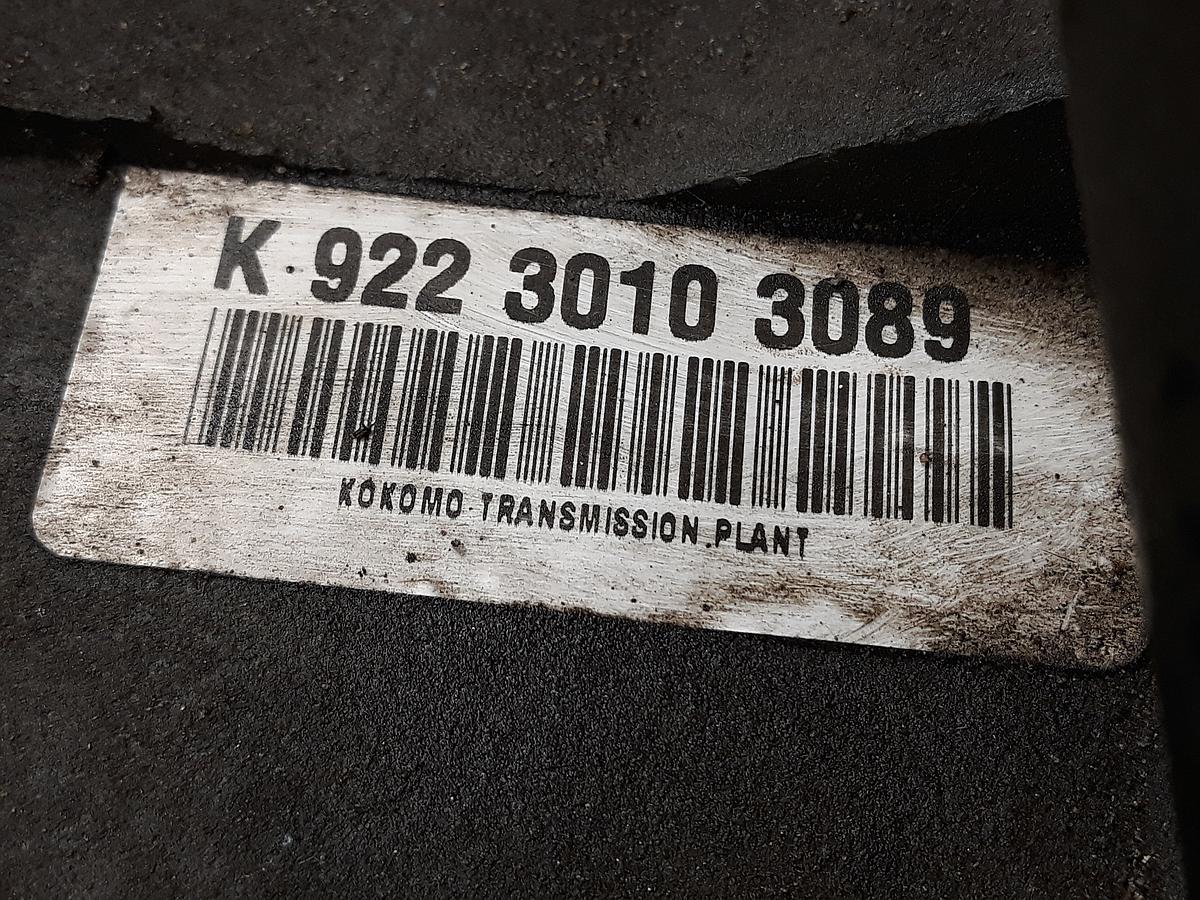 K 922 3010 3089
KOKOMO TRANSMISSION PLANT